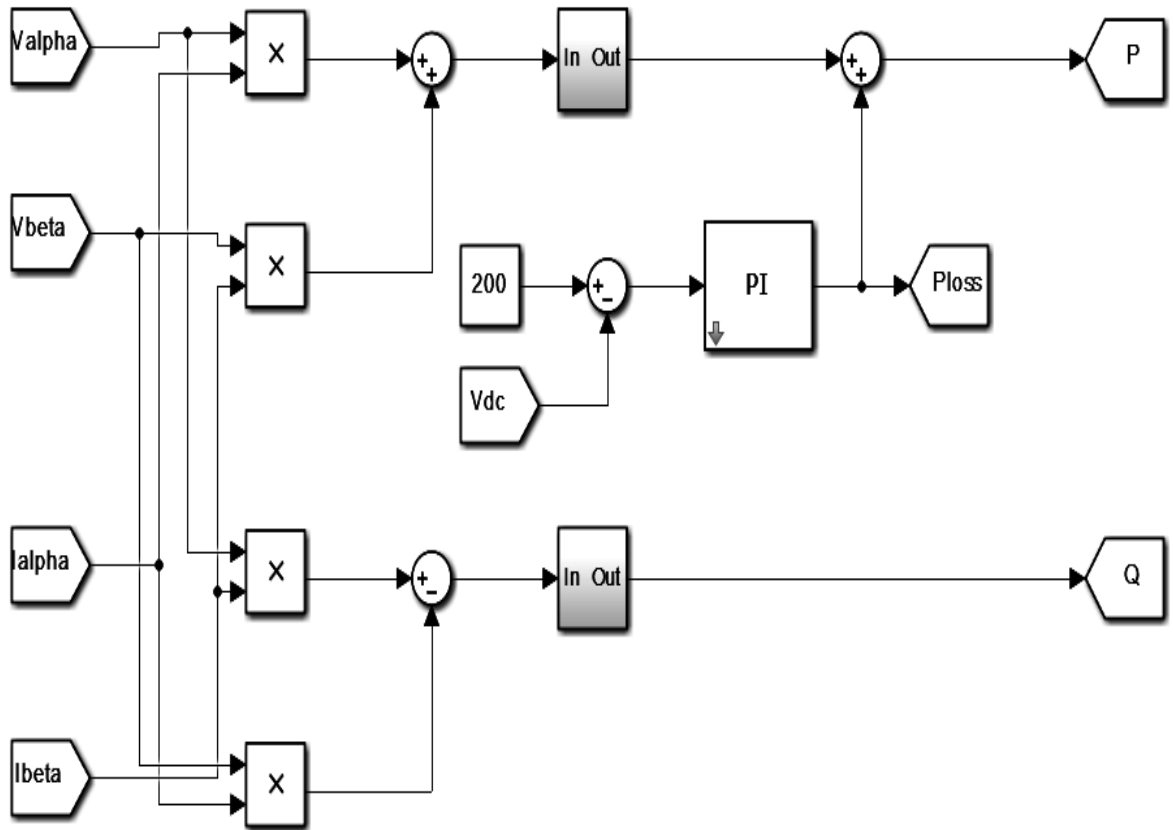 Valpha
X
+
+
In Out
+
+
P
Vbeta
X
200
+
-
PI
Ploss
Vdc
Ialpha
X
+
-
In Out
Q
Ibeta
X